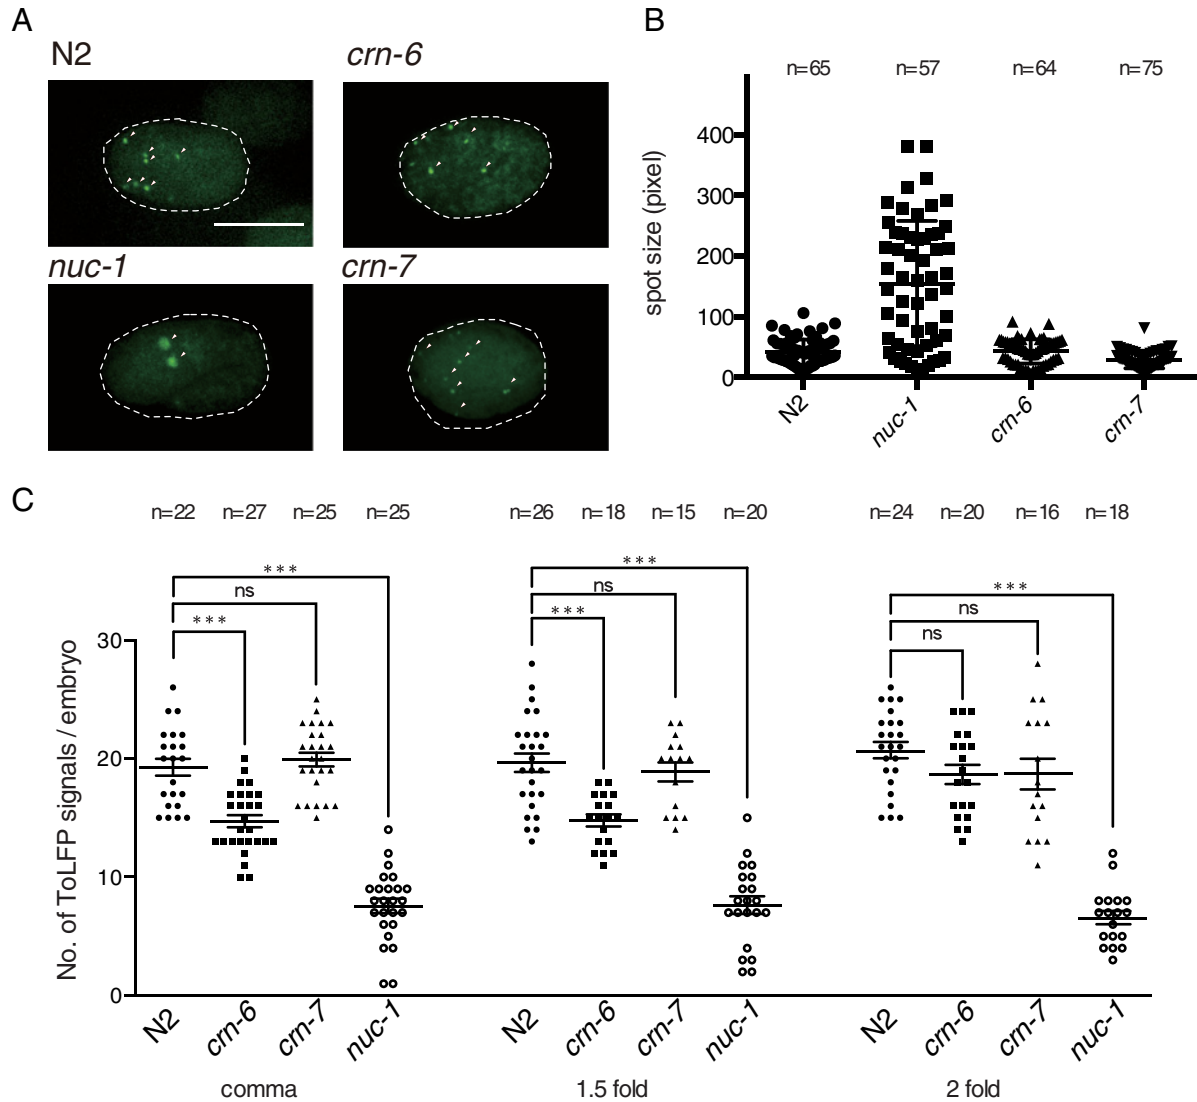 A
N2
crn-6
nuc-1
crn-7
B
n=65 n=57 n=64 n=75
spot size (pixel)
400
300
200
100
0
N2 nuc-1 crn-6 crn-7
C
n=22 n=27 n=25 n=25 n=26 n=18 n=15 n=20 n=24 n=20 n=16 n=18
*** ns ***
*** ns ***
ns ns ***
No. of ToLFP signals / embryo
30
20
10
0
N2 crn-6 crn-7 nuc-1 N2 crn-6 crn-7 nuc-1 N2 crn-6 crn-7 nuc-1
comma 1.5 fold 2 fold